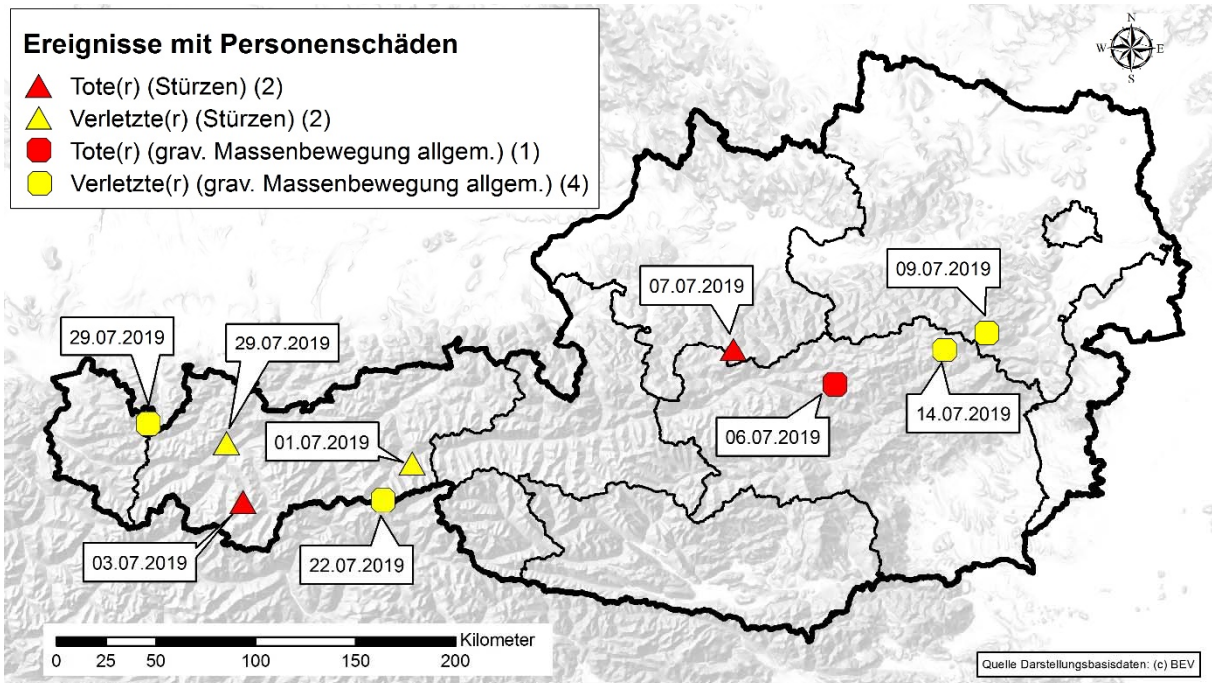 Ereignisse mit Personenschäden
Tote(r) (Stürzen) (2)
Verletzte(r) (Stürzen) (2)
Tote(r) (grav. Massenbewegung allgem.) (1)
Verletzte(r) (grav. Massenbewegung allgem.) (4)
N
W E
S
09.07.2019
07.07.2019
29.07.2019
29.07.2019
14.07.2019
01.07.2019
06.07.2019
03.07.2019
22.07.2019
Kilometer
0 25 50 100 150 200
Quelle Darstellungsbasisdaten: (c) BEV